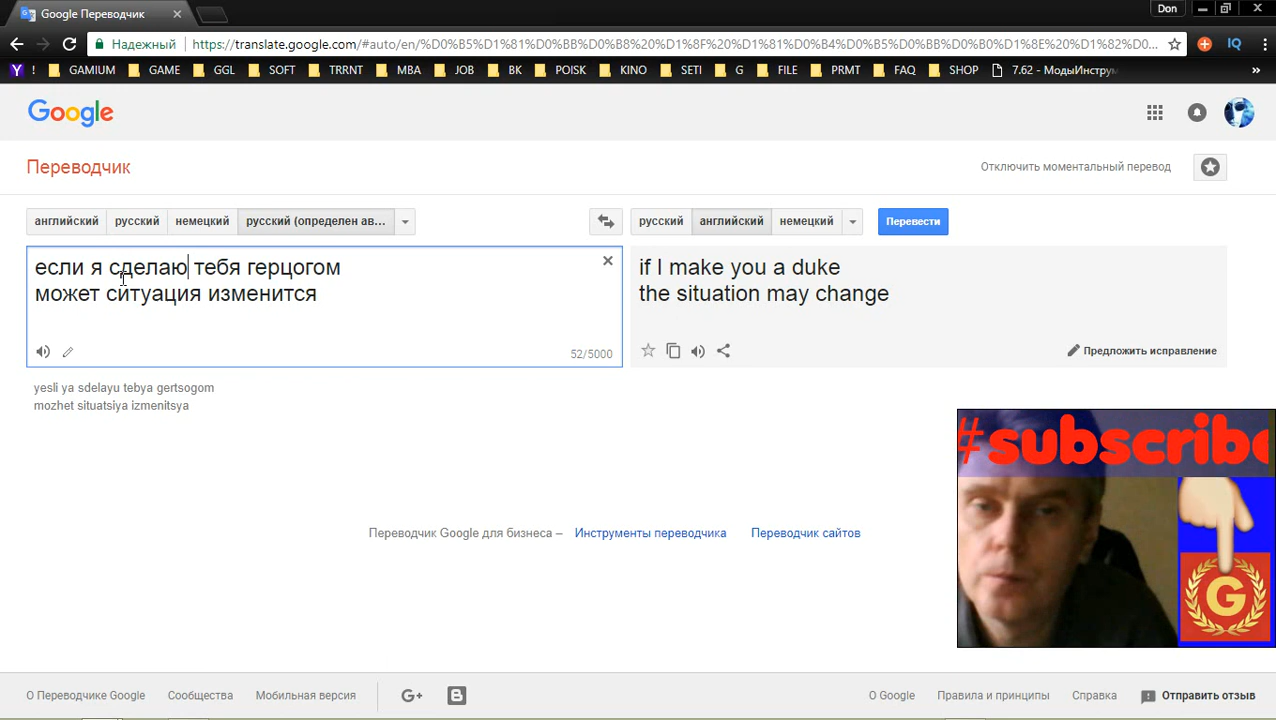 Google Переводчик
Don
Надежный
https://translate.google.com/#auto/en/%D0%B5%D1%81%D0%BB%D0%B8%20%D1%8F%20%D1%81%D0%B4%D0%B5%D0%BB%D0%B0%D1%8E%20%D1%82%D0...
Y ! GAMIUM GAME GGL SOFT TRRNT MBA JOB BK POISK KINO SETI G FILE PRMT FAQ SHOP 7.62 - МодыИнструм »
IQ
Google
Переводчик
Отключить моментальный перевод
английский русский немецкий русский (определен ав...
русский английский немецкий Перевести
если я сделаю тебя герцогом
может ситуация изменится
52/5000
if I make you a duke
the situation may change
Предложить исправление
yesli ya sdelayu tebya gertsogom
mozhet situatsiya izmenitsya
#subscribe
G
Переводчик Google для бизнеса – Инструменты переводчика Переводчик сайтов
О Переводчике Google Сообщества Мобильная версия G+ B О Google Правила и принципы Справка Отправить отзыв